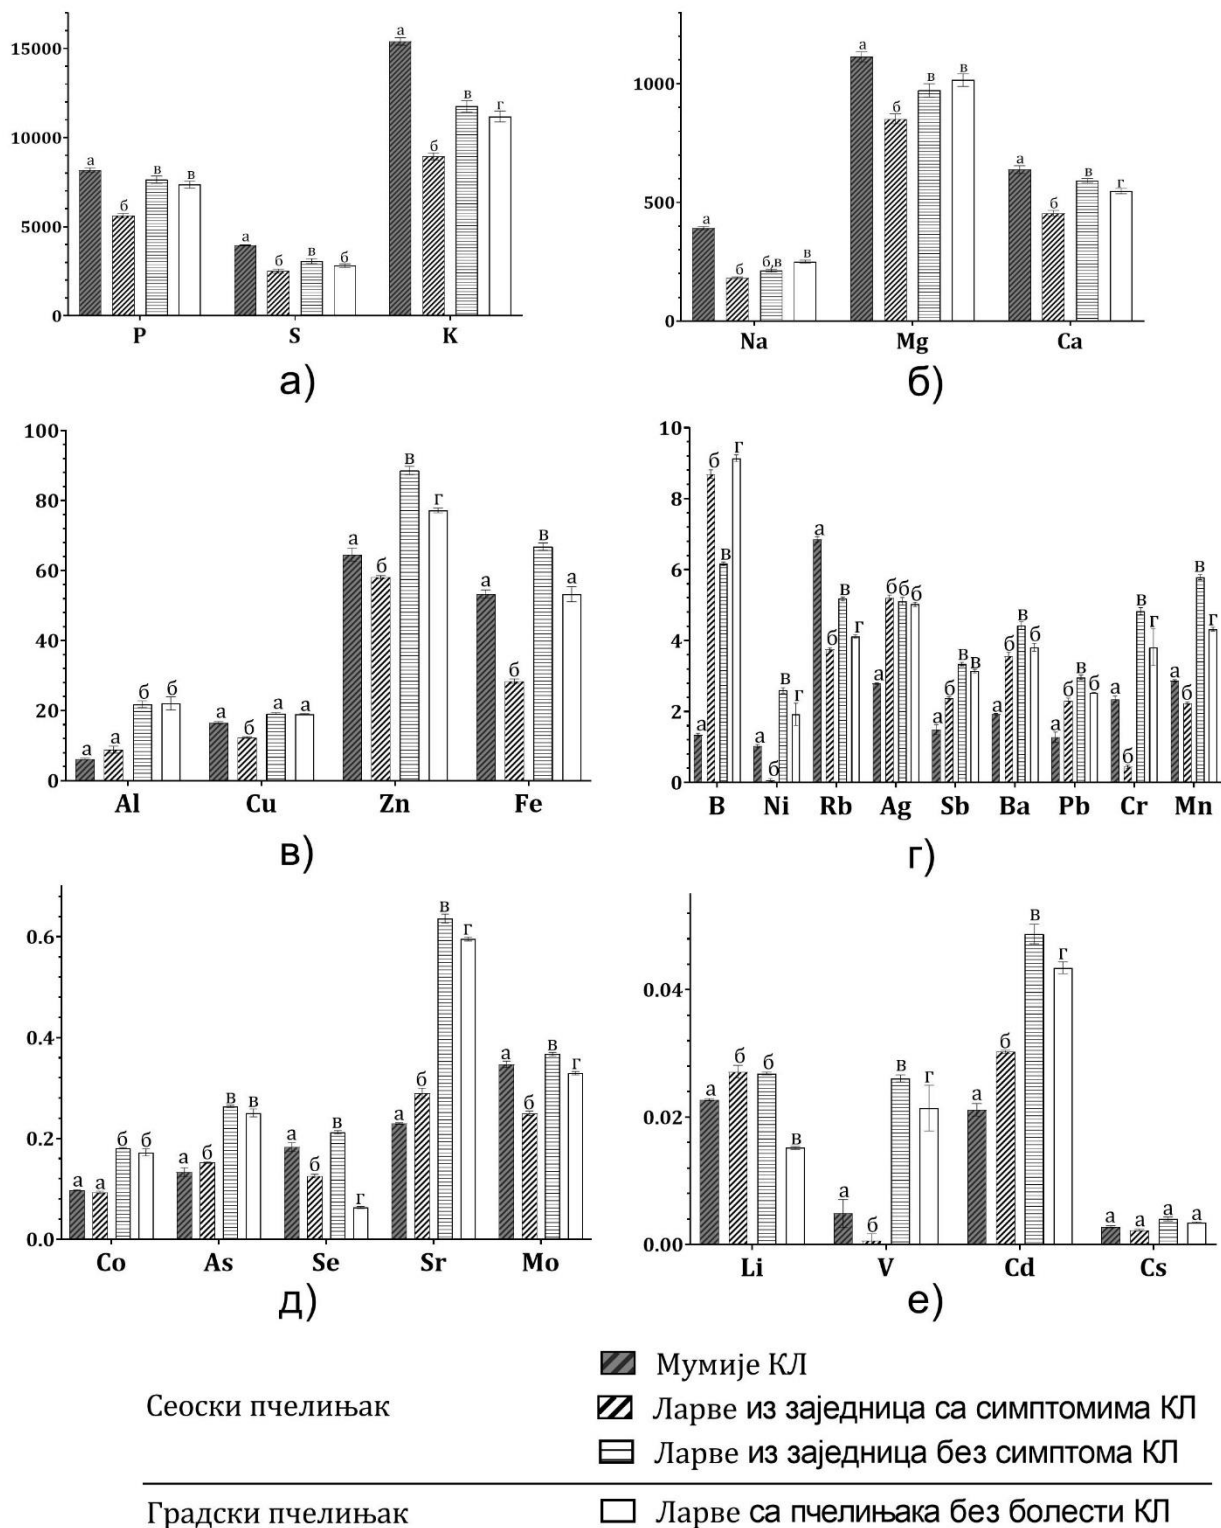 15000
10000
5000
0
а
б
в
в
а
б
в
б
а
б
в
г
P S K
а)
1000
500
0
а
б
б,в
в
а
б
в
в
а
б
в
г
Na Mg Ca
б)
100
80
60
40
20
0
а
а
б
б
а
б
а
а
а
б
в
г
а
б
в
а
Al Cu Zn Fe
в)
10
8
6
4
2
0
а
б
в
г
а
б
в
г
а
б
в
г
а
б
б
б
а
б
в
в
а
б
в
б
а
б
в
б
а
б
в
г
а
б
в
г
B Ni Rb Ag Sb Ba Pb Cr Mn
г)
0.6
0.4
0.2
0.0
а
а
б
б
а
б
в
в
а
б
в
г
а
б
в
г
а
б
в
г
Co As Se Sr Mo
д)
0.04
0.02
0.00
а
б
б
в
а
б
в
г
а
б
в
г
а
а
а
а
Li V Cd Cs
е)
Сеоски пчелињак
Мумије КЛ
Ларве из заједница са симптомима КЛ
Ларве из заједница без симптома КЛ
Градски пчелињак
Ларве са пчелињака без болести КЛ